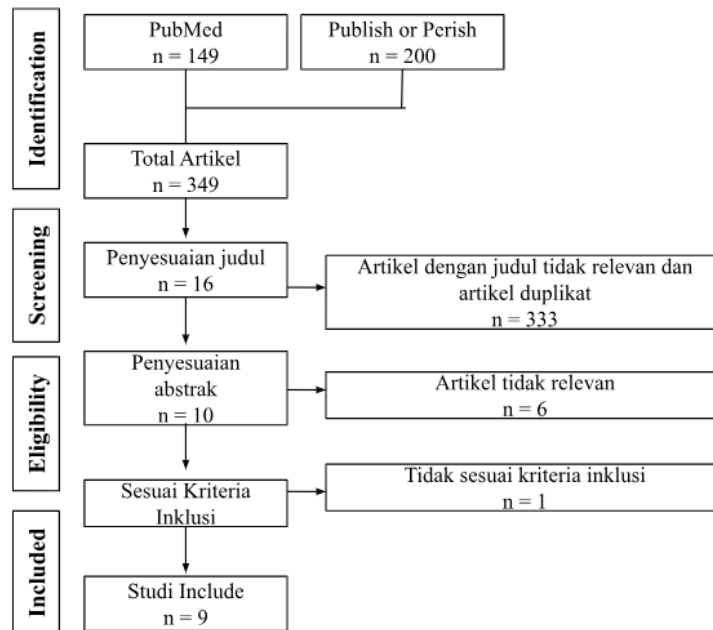 Identification
PubMed
n = 149
Publish or Perish
n = 200
Total Artikel
n = 349
Screening
Penyesuaian judul
n = 16
Artikel dengan judul tidak relevan dan
artikel duplikat
n = 333
Eligibility
Penyesuaian
abstrak
n = 10
Artikel tidak relevan
n = 6
Sesuai Kriteria
Inklusi
Tidak sesuai kriteria inklusi
n = 1
Included
Studi Include
n = 9